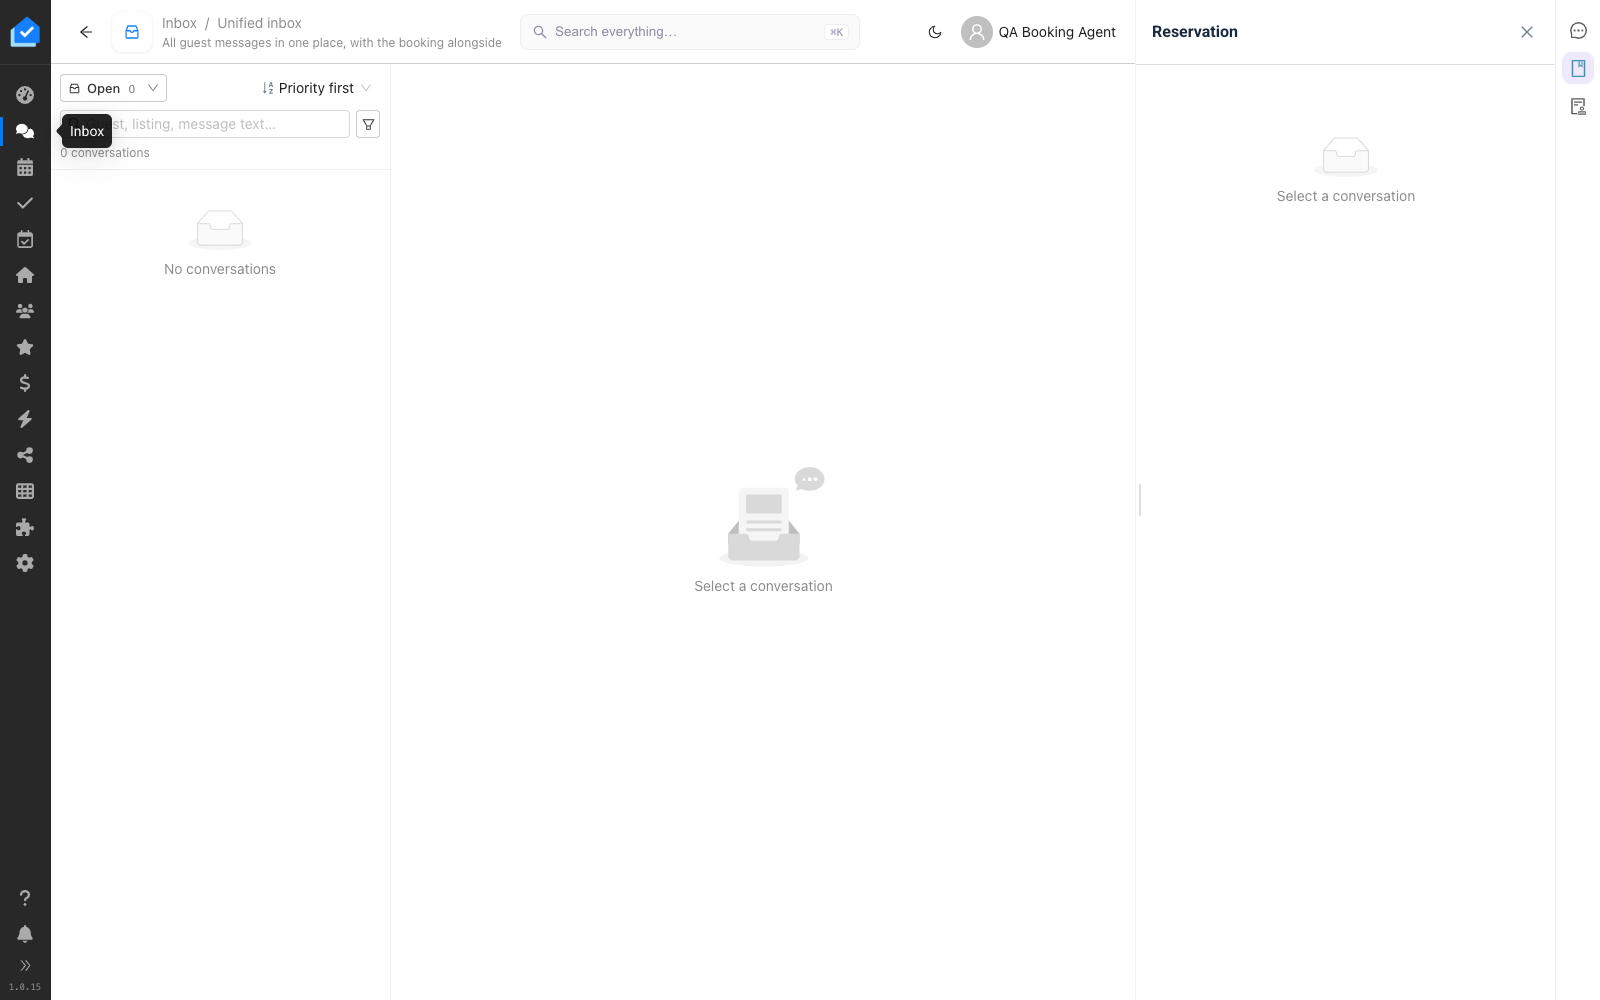 Inbox / Unified inbox
All guest messages in one place, with the booking alongside
Search everything...
⌘K
QA Booking Agent
Reservation
Open 0
Priority first
Inbox
st, listing, message text...
0 conversations
No conversations
Select a conversation
Select a conversation
1.0.15